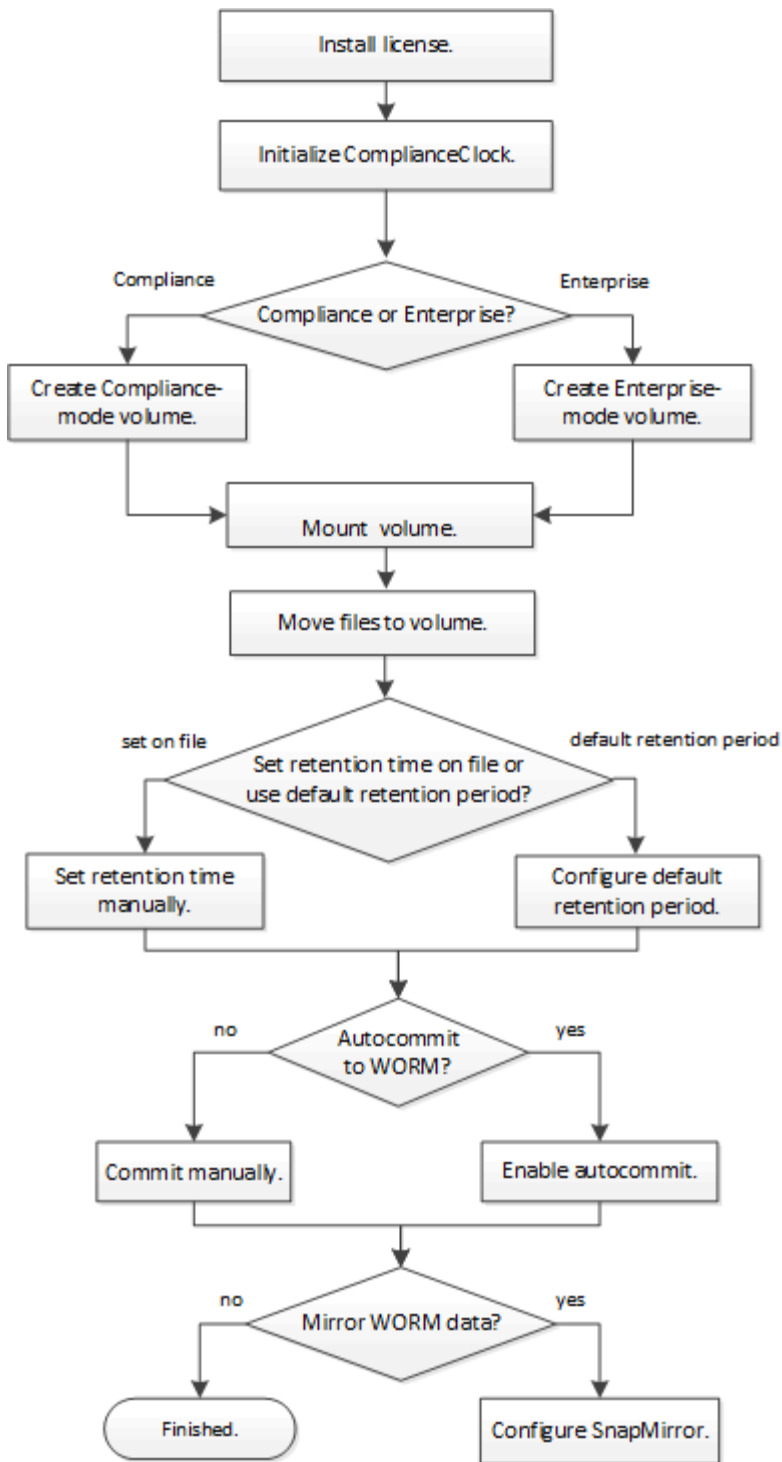 Install license.
Initialize ComplianceClock.
Compliance
Enterprise
Compliance or Enterprise?
Create Compliance-
mode volume.
Create Enterprise-
mode volume.
Mount volume.
Move files to volume.
set on file
default retention period
Set retention time on file or
use default retention period?
Set retention time
manually.
Configure default
retention period.
no
yes
Autocommit
to WORM?
Commit manually.
Enable autocommit.
no
yes
Mirror WORM data?
Finished.
Configure SnapMirror.